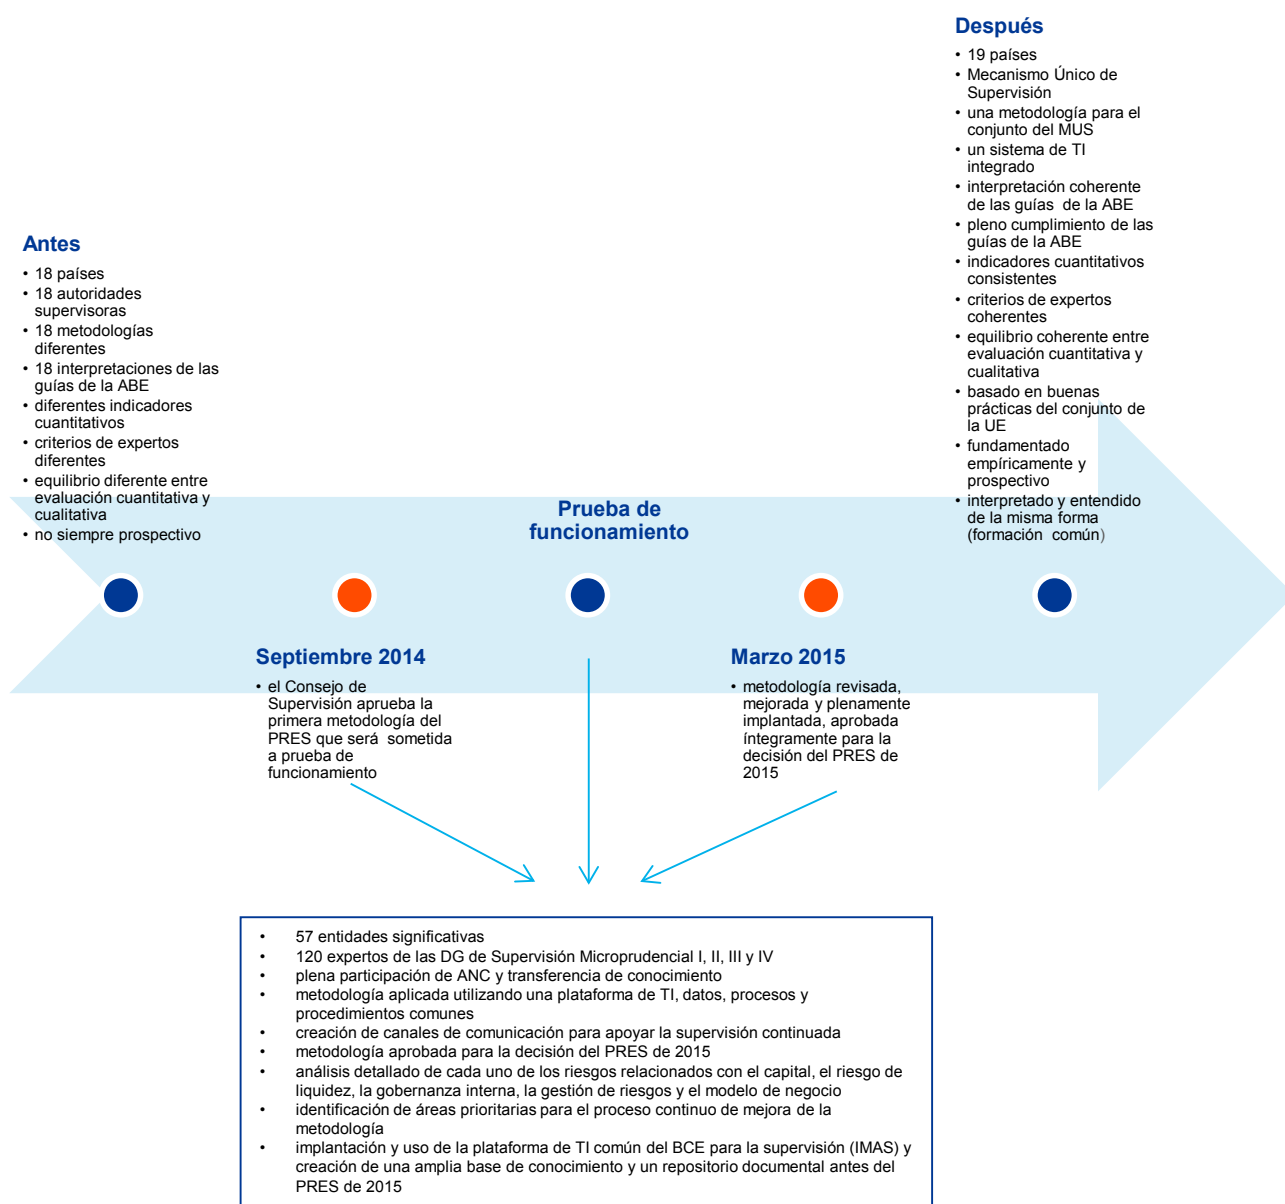 Antes
• 18 países
• 18 autoridades
supervisoras
• 18 metodologías
diferentes
• 18 interpretaciones de las
guías de la ABE
• diferentes indicadores
cuantitativos
• criterios de expertos
diferentes
• equilibrio diferente entre
evaluación cuantitativa y
cualitativa
• no siempre prospectivo
Septiembre 2014
• el Consejo de
Supervisión aprueba la
primera metodología del
PRES que será sometida
a prueba de
funcionamiento
Prueba de
funcionamiento
Marzo 2015
• metodología revisada,
mejorada y plenamente
implantada, aprobada
íntegramente para la
decisión del PRES de
2015
Después
• 19 países
• Mecanismo Único de
Supervisión
• una metodología para el
conjunto del MUS
• un sistema de TI
integrado
• interpretación coherente
de las guías de la ABE
• pleno cumplimiento de las
guías de la ABE
• indicadores cuantitativos
consistentes
• criterios de expertos
coherentes
• equilibrio coherente entre
evaluación cuantitativa y
cualitativa
• basado en buenas
prácticas del conjunto de
la UE
• fundamentado
empíricamente y
prospectivo
• interpretado y entendido
de la misma forma
(formación común)
• 57 entidades significativas
• 120 expertos de las DG de Supervisión Microprudencial I, II, III y IV
• plena participación de ANC y transferencia de conocimiento
• metodología aplicada utilizando una plataforma de TI, datos, procesos y
procedimientos comunes
• creación de canales de comunicación para apoyar la supervisión continuada
• metodología aprobada para la decisión del PRES de 2015
• análisis detallado de cada uno de los riesgos relacionados con el capital, el riesgo de
liquidez, la gobernanza interna, la gestión de riesgos y el modelo de negocio
• identificación de áreas prioritarias para el proceso continuo de mejora de la
metodología
• implantación y uso de la plataforma de TI común del BCE para la supervisión (IMAS) y
creación de una amplia base de conocimiento y un repositorio documental antes del
PRES de 2015